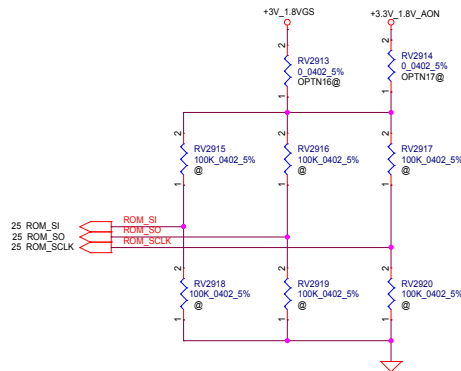 +3V_1.8VGS
+3.3V_1.8V_AON
2
RV2913
0_0402_5%
OPTN16@
1
2
RV2914
0_0402_5%
OPTN17@
1
2
RV2915
100K_0402_5%
@
1
2
RV2916
100K_0402_5%
@
1
2
RV2917
100K_0402_5%
@
1
25 ROM_SI
ROM_SI
25 ROM_SO
ROM_SO
25 ROM_SCLK
ROM_SCLK
2
RV2918
100K_0402_5%
@
1
2
RV2919
100K_0402_5%
@
1
2
RV2920
100K_0402_5%
@
1